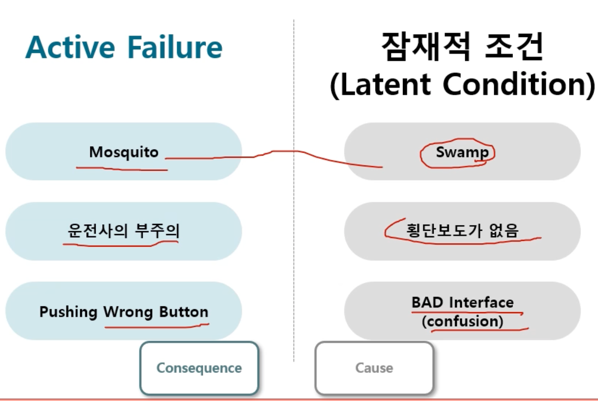 Active Failure
잠재적 조건
(Latent Condition)
Mosquito
Swamp
운전사의 부주의
횡단보도가 없음
Pushing Wrong Button
BAD Interface
(confusion)
Consequence
Cause